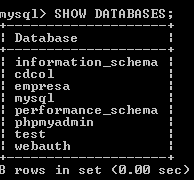 mysql> SHOW DATABASES;
+--------------------+
| Database           |
+--------------------+
| information_schema |
| cdcol              |
| empresa            |
| mysql              |
| performance_schema |
| phpmyadmin         |
| test               |
| webauth            |
+--------------------+
8 rows in set (0.00 sec)